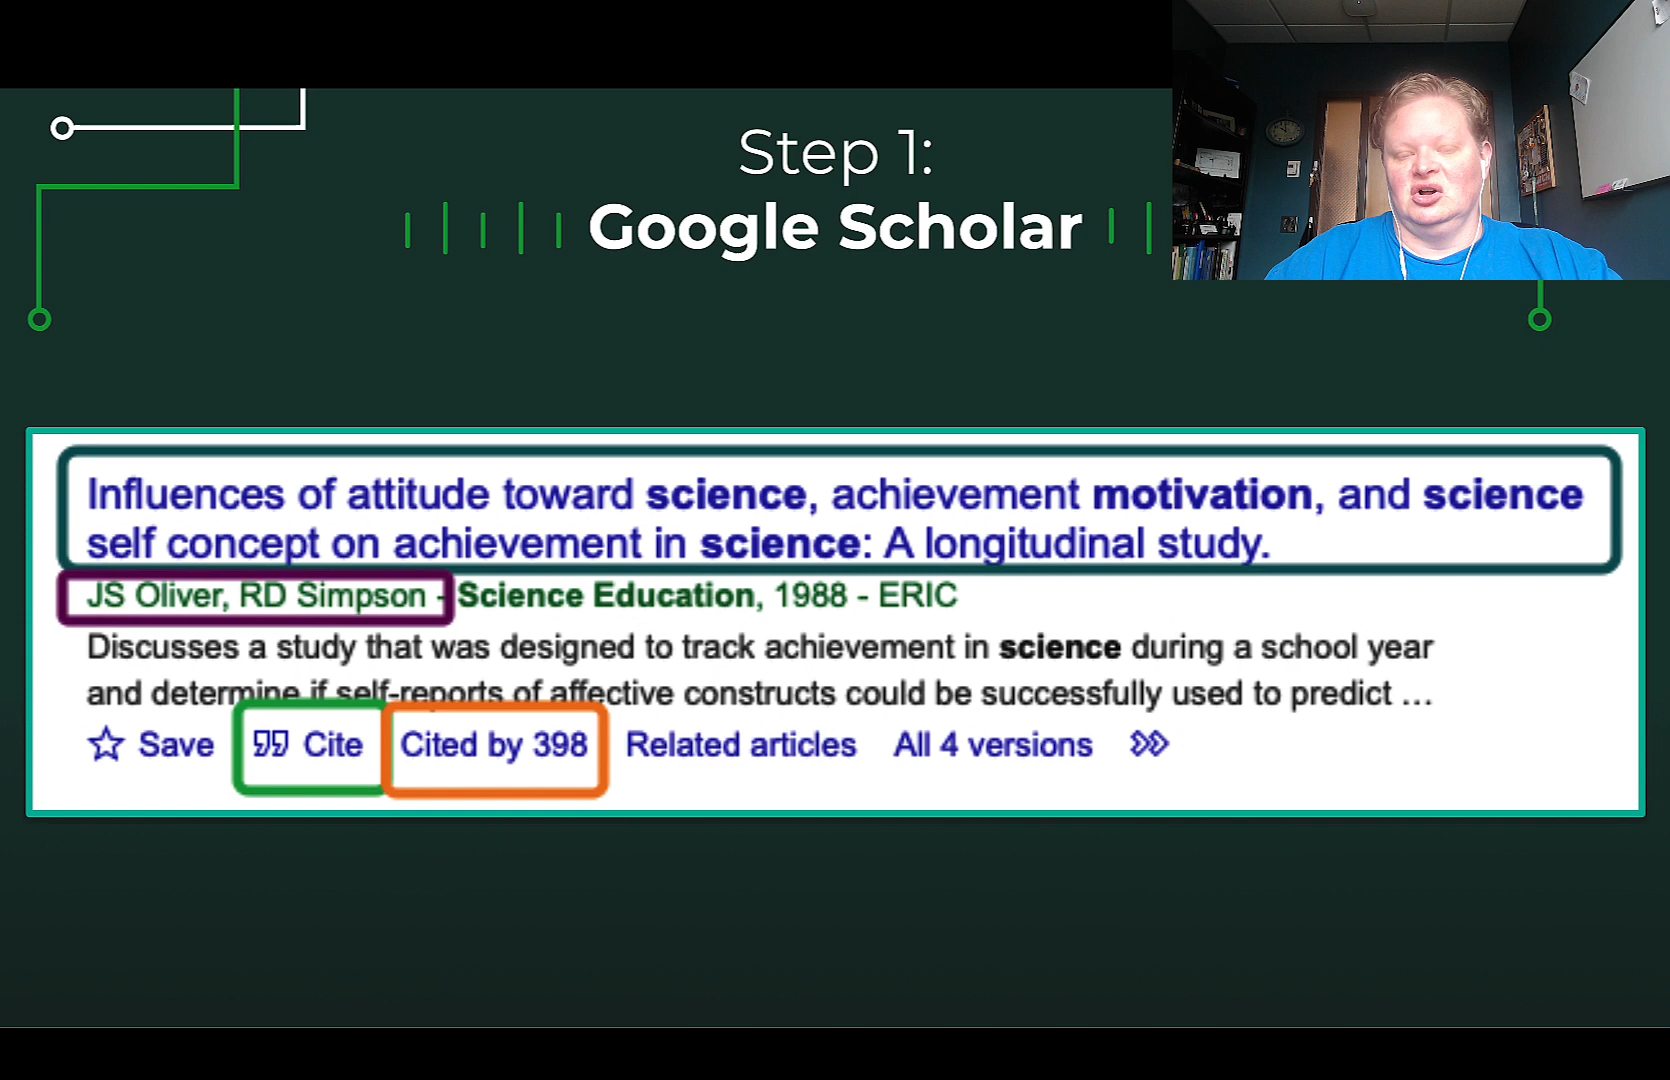 Step 1:
Google Scholar
Influences of attitude toward science, achievement motivation, and science
self concept on achievement in science: A longitudinal study.
JS Oliver, RD Simpson - Science Education, 1988 - ERIC
Discusses a study that was designed to track achievement in science during a school year
and determine if self-reports of affective constructs could be successfully used to predict ...
Save Cite Cited by 398 Related articles All 4 versions